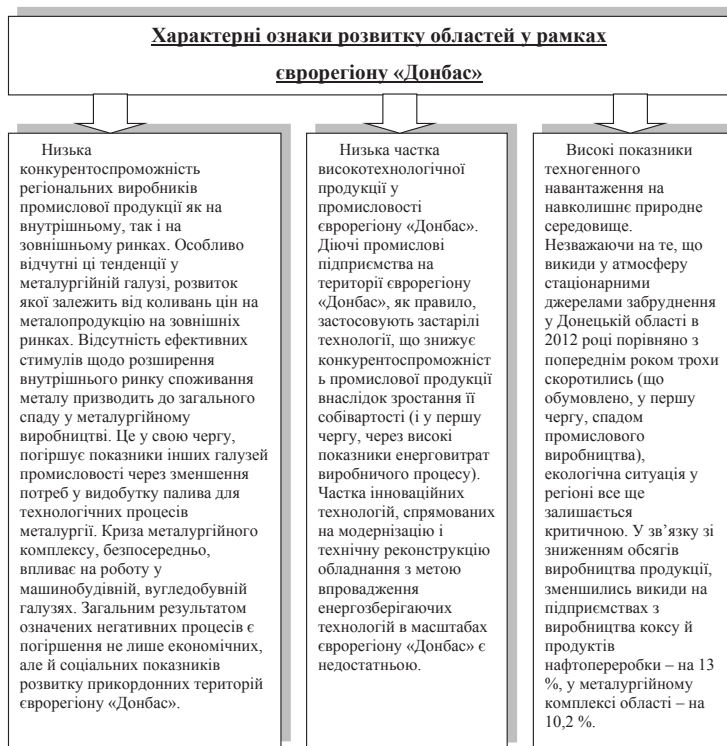 Характерні ознаки розвитку областей у рамках
єврорегіону «Донбас»
Низька
конкурентоспроможність
регіональних виробників
промислової продукції як на
внутрішньому, так і на
зовнішньому ринках. Особливо
відчутні ці тенденції у
металургійній галузі, розвиток
якої залежить від коливань цін на
металопродукцію на зовнішніх
ринках. Відсутність ефективних
стимулів щодо розширення
внутрішнього ринку споживання
металу призводить до загального
спаду у металургійному
виробництві. Це у свою чергу,
погіршує показники інших галузей
промисловості через зменшення
потреб у видобутку палива для
технологічних процесів
металургії. Криза металургійного
комплексу, безпосередньо,
впливає на роботу у
машинобудівній, вугледобувній
галузях. Загальним результатом
означених негативних процесів є
погіршення не лише економічних,
але й соціальних показників
розвитку прикордонних територій
єврорегіону «Донбас».
Низька частка
високотехнологічної
продукції у
промисловості
єврорегіону «Донбас».
Діючі промислові
підприємства на
території єврорегіону
«Донбас», як правило,
застосовують застарілі
технології, що знижує
конкурентоспроможніст
ь промислової продукції
внаслідок зростання її
собівартості (і у першу
чергу, через високі
показники енерговитрат
виробничого процесу).
Частка інноваційних
технологій, спрямованих
на модернізацію і
технічну реконструкцію
обладнання з метою
впровадження
енергозберігаючих
технологій в масштабах
єврорегіону «Донбас» є
недостатньою.
Високі показники
техногенного
навантаження на
навколишнє природне
середовище.
Незважаючи на те, що
викиди у атмосферу
стаціонарними
джерелами забруднення
у Донецькій області в
2012 році порівняно з
попереднім роком трохи
скоротились (що
обумовлено, у першу
чергу, спадом
промислового
виробництва),
екологічна ситуація у
регіоні все ще
залишається
критичною. У зв’язку зі
зниженням обсягів
виробництва продукції,
зменшились викиди на
підприємствах з
виробництва коксу й
продуктів
нафтопереробки – на 13
%, у металургійному
комплексі області – на
10,2 %.